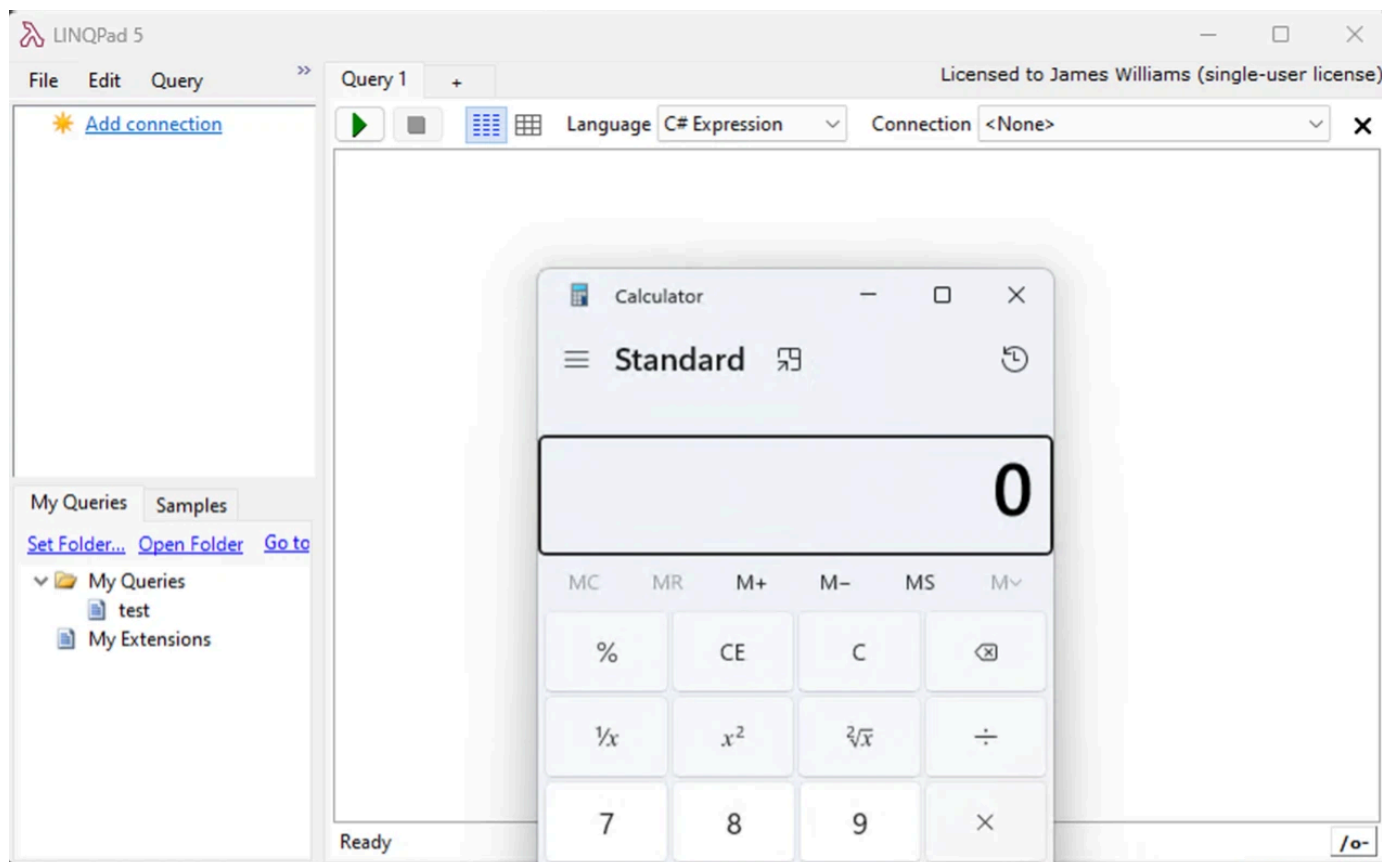 LINQPad 5
File Edit Query »
Query 1 +
Licensed to James Williams (single-user license)
Add connection
Language C# Expression Connection <None>
Calculator
Standard
0
MC MR M+ M− MS M
% CE C
⅟x x² ²√x ÷
7 8 9 ×
My Queries Samples
Set Folder... Open Folder Go to
My Queries
test
My Extensions
Ready
/o-